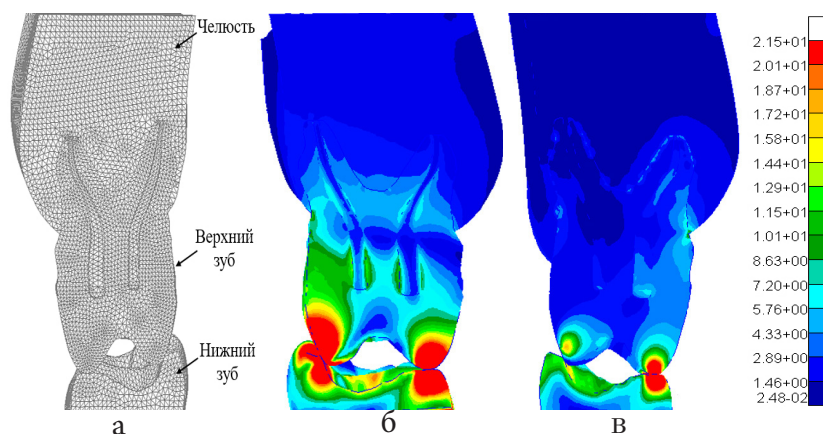 Челюсть
Верхний
зуб
Нижний
зуб
2.15+01
2.01+01
1.87+01
1.72+01
1.58+01
1.44+01
1.29+01
1.15+01
1.01+01
8.63+00
7.20+00
5.76+00
4.33+00
2.89+00
1.46+00
2.48-02
а
б
в